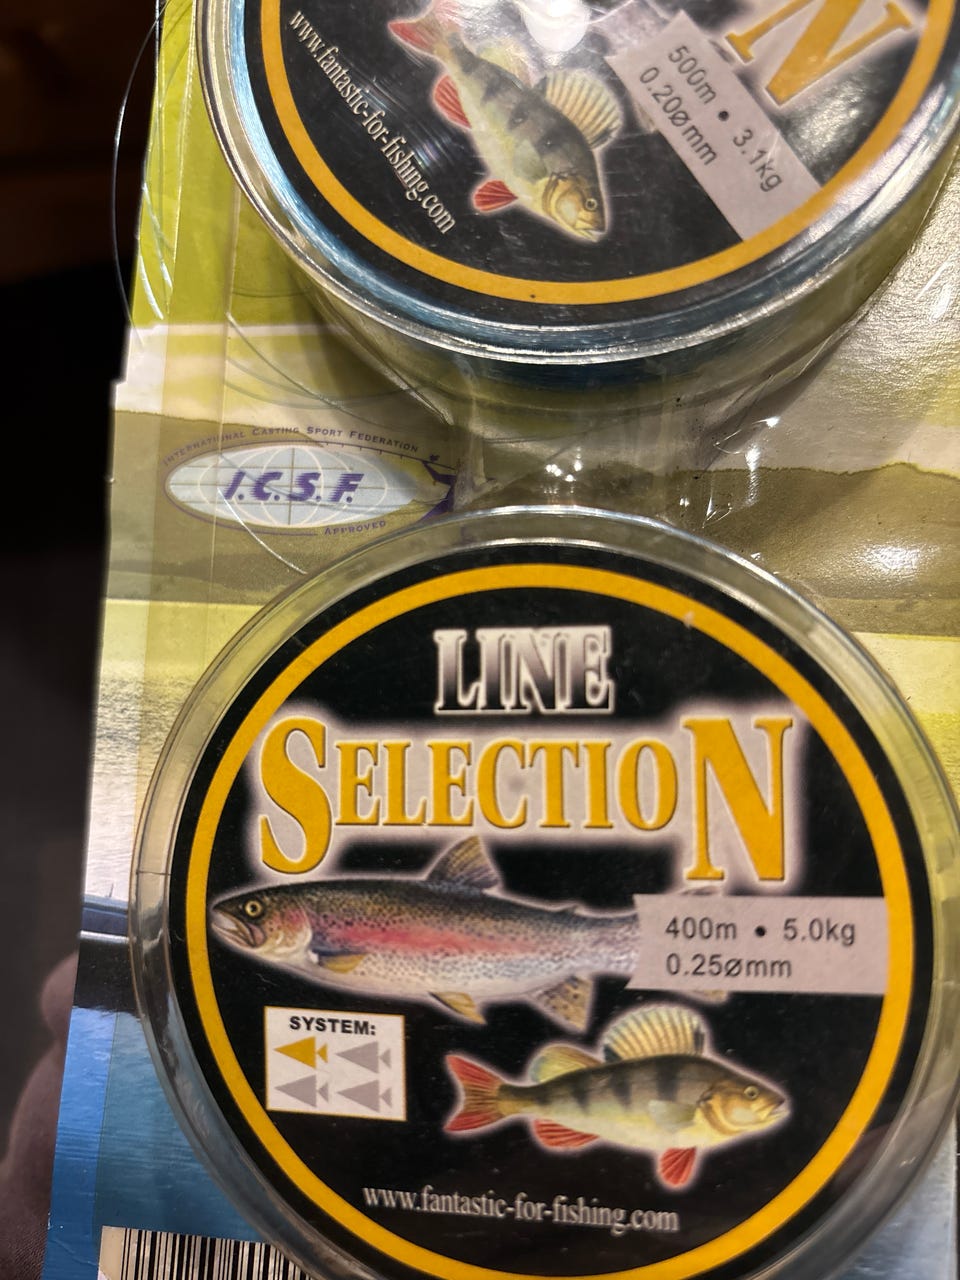 N
500m • 3.1kg
0.20ømm
www.fantastic-for-fishing.com
INTERNATIONAL CASTING SPORT FEDERATION
I.C.S.F.
APPROVED
LINE
SELECTION
400m • 5.0kg
0.25ømm
SYSTEM:
www.fantastic-for-fishing.com